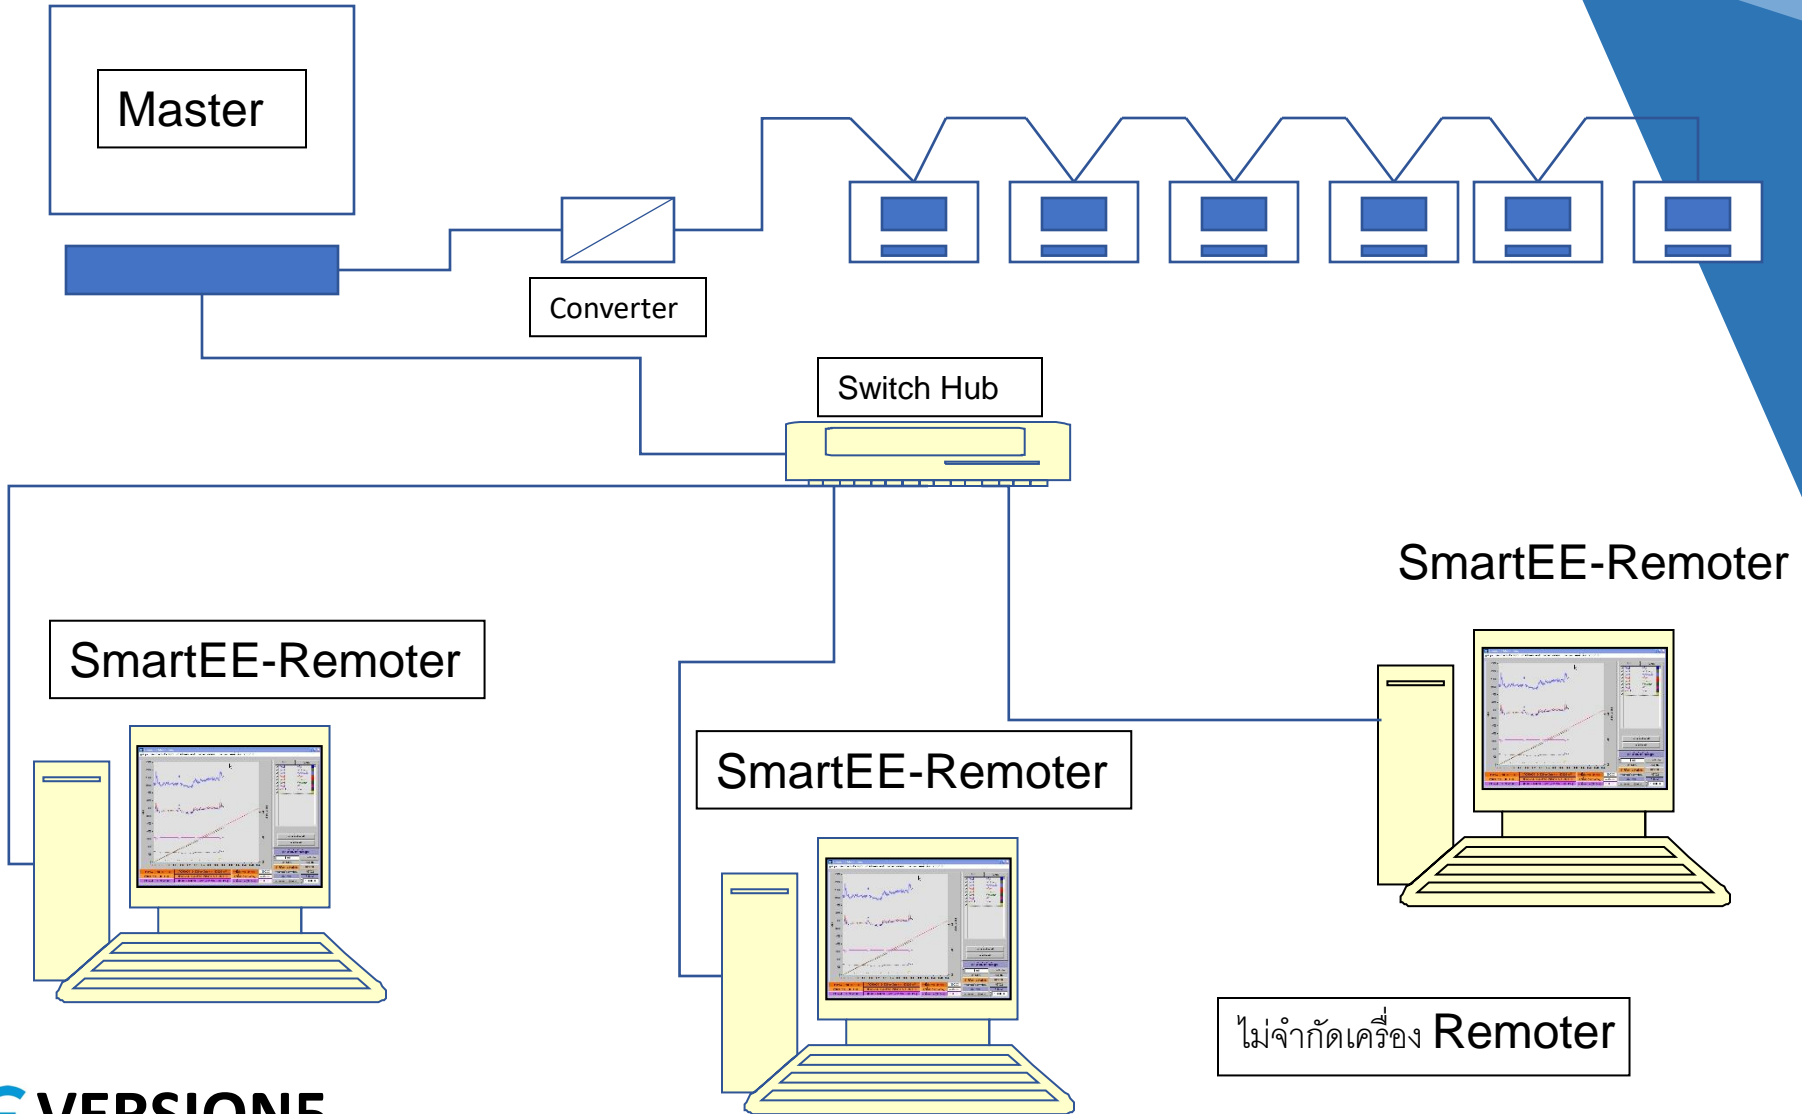 Master
Converter
Switch Hub
SmartEE-Remoter
SmartEE-Remoter
SmartEE-Remoter
ไม่จำกัดเครื่อง Remoter
VERSION5